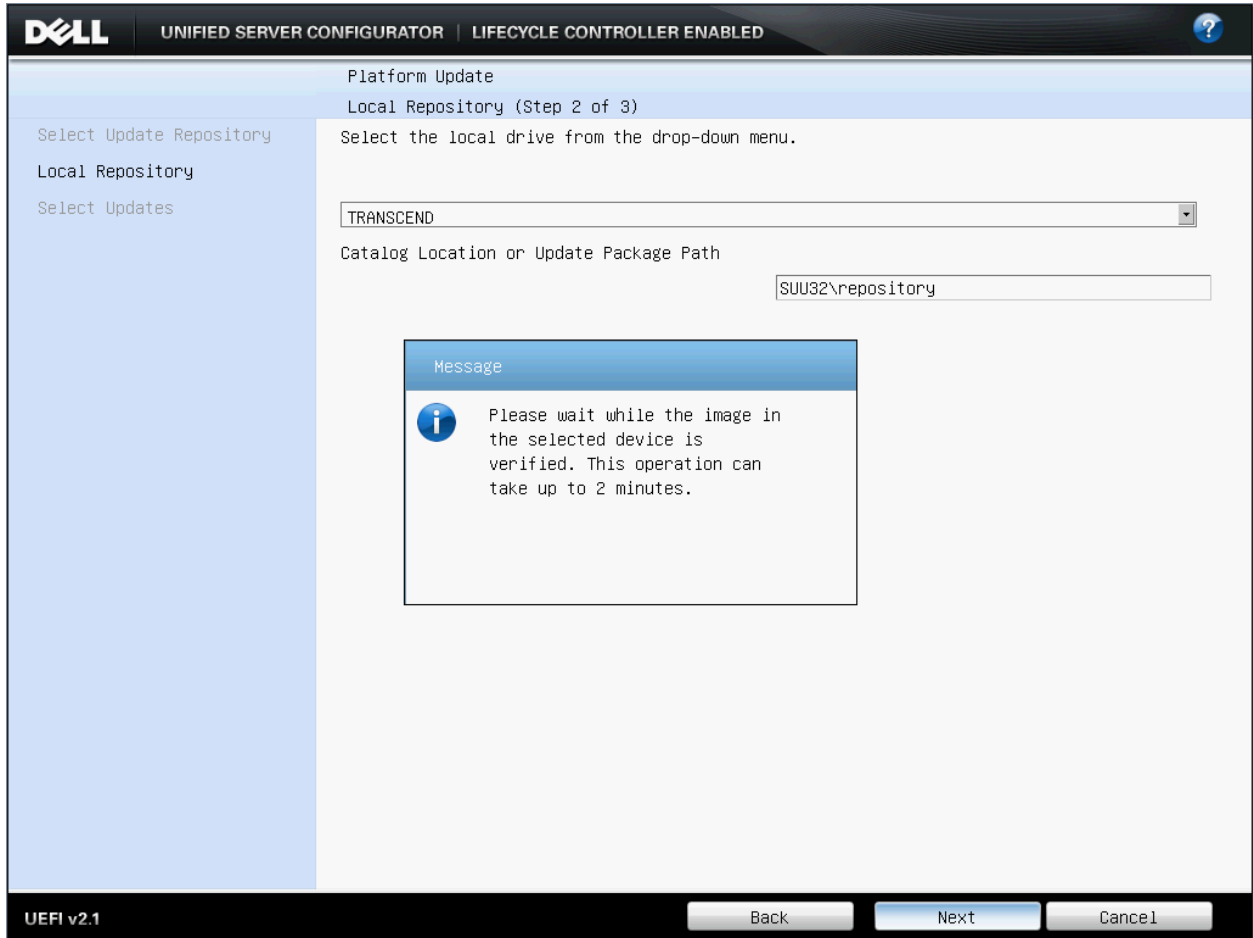 DELL
UNIFIED SERVER CONFIGURATOR | LIFECYCLE CONTROLLER ENABLED
?
Platform Update
Local Repository (Step 2 of 3)
Select Update Repository
Local Repository
Select Updates
Select the local drive from the drop-down menu.
TRANSCEND
Catalog Location or Update Package Path
SUU32\repository
Message
i
Please wait while the image in
the selected device is
verified. This operation can
take up to 2 minutes.
UEFI v2.1
Back
Next
Cancel